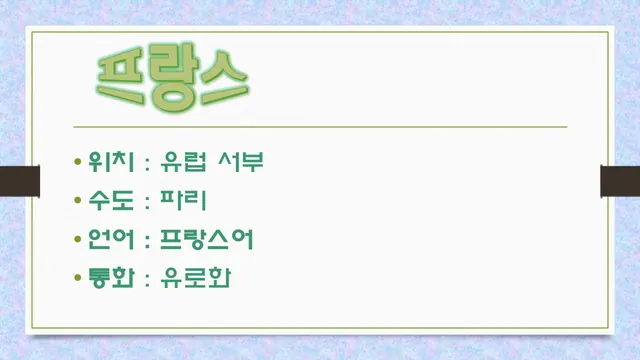 프랑스
• 위치 : 유럽 서부
• 수도 : 파리
• 언어 : 프랑스어
• 통화 : 유로화